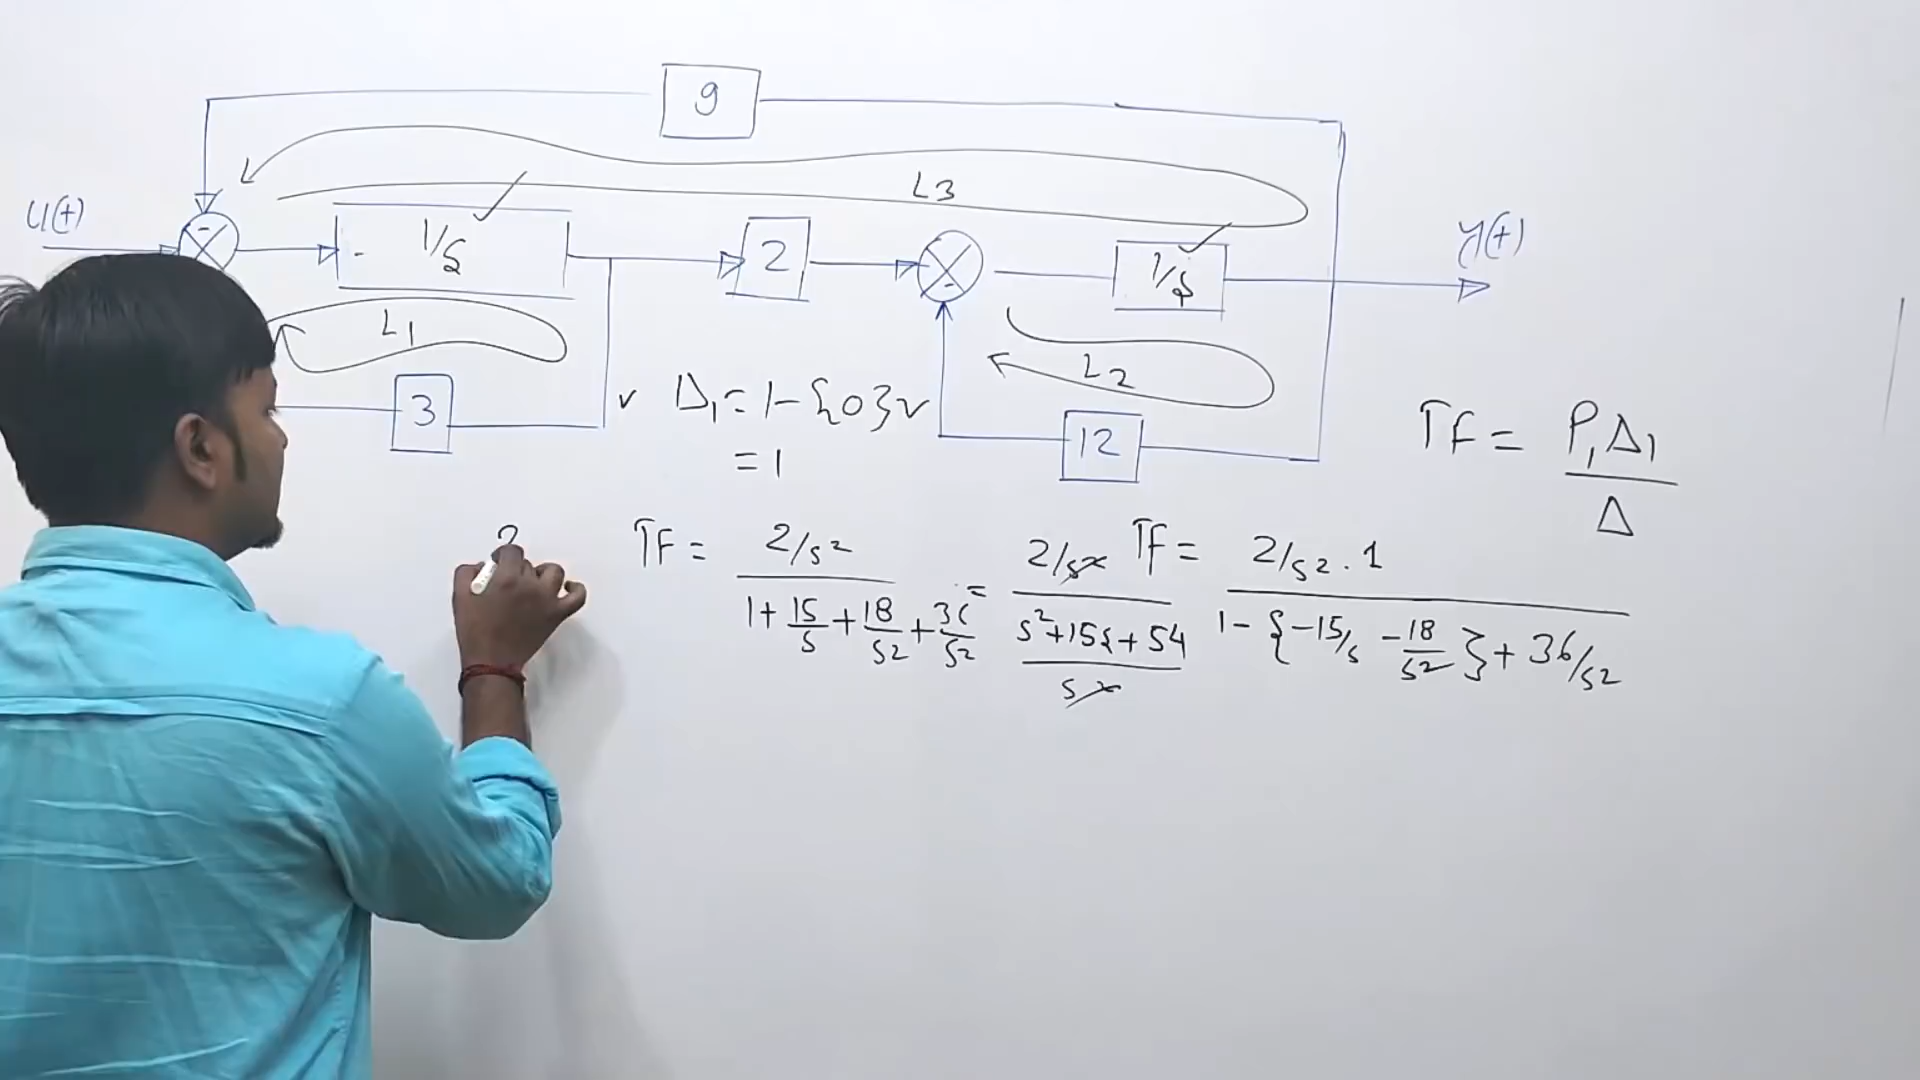 9
L3
U(t)
1/s
2
1/s
y(t)
L1
L2
3
Δ1 = 1-{0}
= 1
12
TF = P1Δ1 / Δ
2
TF = 2/s² / 1+15/s+18/s2+36/s2 = 2/s2 / s²+15s+54 / s2
TF = 2/s2 . 1 / 1-{-15/s -18/s2}+36/s2